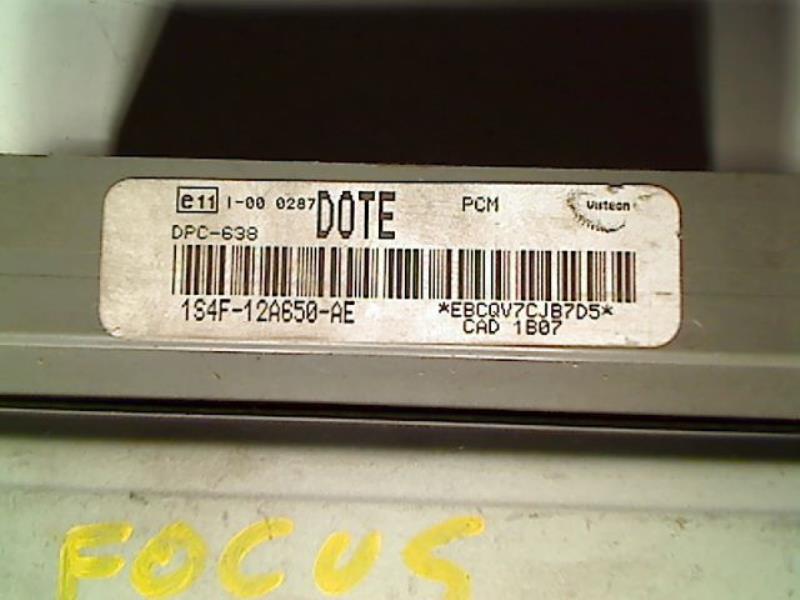 e11 I-00 0287 DOTE PCM Visteon
DPC-638
1S4F-12A650-AE *EBCQV7CJB7D5*
CAD 1B07
FOCUS